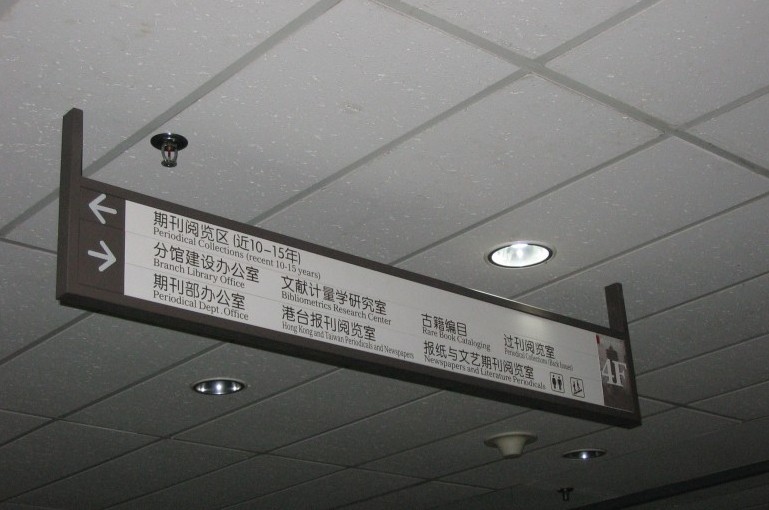 期刊阅览区 (近10-15年)
Periodical Collections (recent 10-15 years)
分馆建设办公室
Branch Library Office
文献计量学研究室
Bibliometrics Research Center
古籍编目
Rare Book Cataloging
过刊阅览室
Periodical Collections (Back Issues)
期刊部办公室
Periodical Dept. Office
港台报刊阅览室
Hong Kong and Taiwan Periodicals and Newspapers
报纸与文艺期刊阅览室
Newspapers and Literature Periodicals
4F